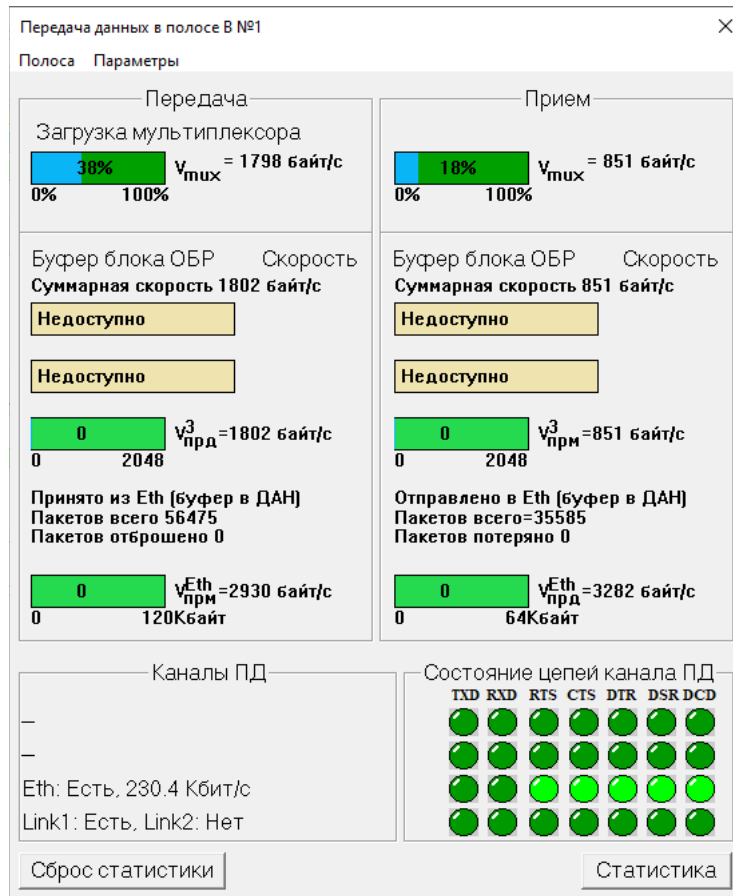 Передача данных в полосе В №1
Полоса Параметры
Передача
Загрузка мультиплексора
38%
Vmux = 1798 байт/с
0% 100%
Буфер блока ОБР Скорость
Суммарная скорость 1802 байт/с
Недоступно
Недоступно
0
V3прд=1802 байт/с
0 2048
Принято из Eth (буфер в ДАН)
Пакетов всего 56475
Пакетов отброшено 0
0
VEthпрм=2930 байт/с
0 120Кбайт
Прием
18%
Vmux = 851 байт/с
0% 100%
Буфер блока ОБР Скорость
Суммарная скорость 851 байт/с
Недоступно
Недоступно
0
V3прм=851 байт/с
0 2048
Отправлено в Eth (буфер в ДАН)
Пакетов всего=35585
Пакетов потеряно 0
0
VEthпрд=3282 байт/с
0 64Кбайт
Каналы ПД
–
–
Eth: Есть, 230.4 Кбит/с
Link1: Есть, Link2: Нет
Состояние цепей канала ПД
TXD RXD RTS CTS DTR DSR DCD
Сброс статистики
Статистика